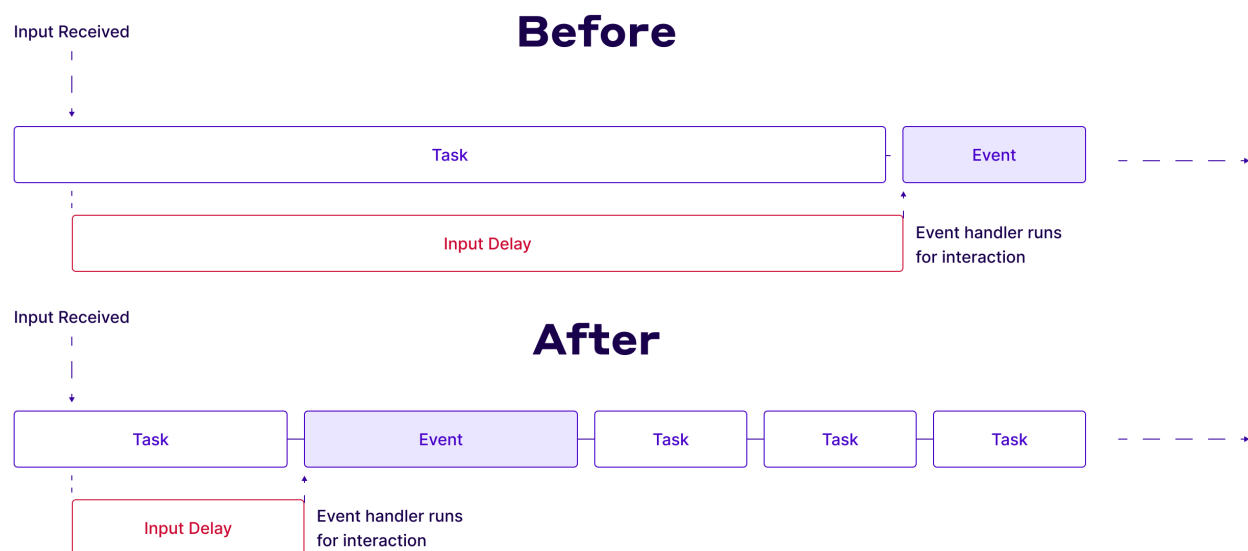 Before
Input Received
Task
Event
Input Delay
Event handler runs
for interaction
After
Input Received
Task
Event
Task
Task
Task
Input Delay
Event handler runs
for interaction